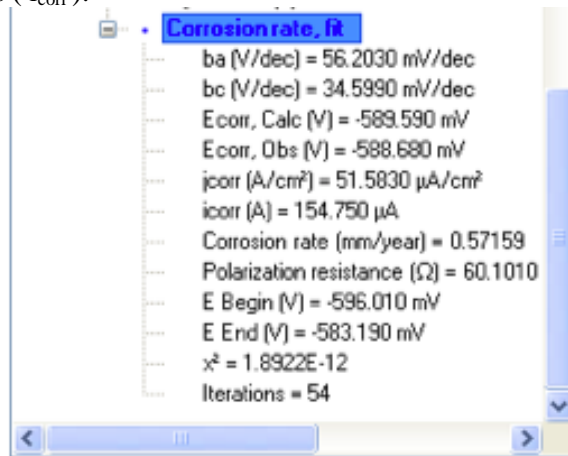 corr
Corrosion rate, fit
ba (V/dec) = 56.2030 mV/dec
bc (V/dec) = 34.5990 mV/dec
Ecorr, Calc (V) = -589.590 mV
Ecorr, Obs (V) = -588.680 mV
jcorr (A/cm²) = 51.5830 µA/cm²
icorr (A) = 154.750 µA
Corrosion rate (mm/year) = 0.57159
Polarization resistance (Ω) = 60.1010
E Begin (V) = -596.010 mV
E End (V) = -583.190 mV
x² = 1.8922E-12
Iterations = 54